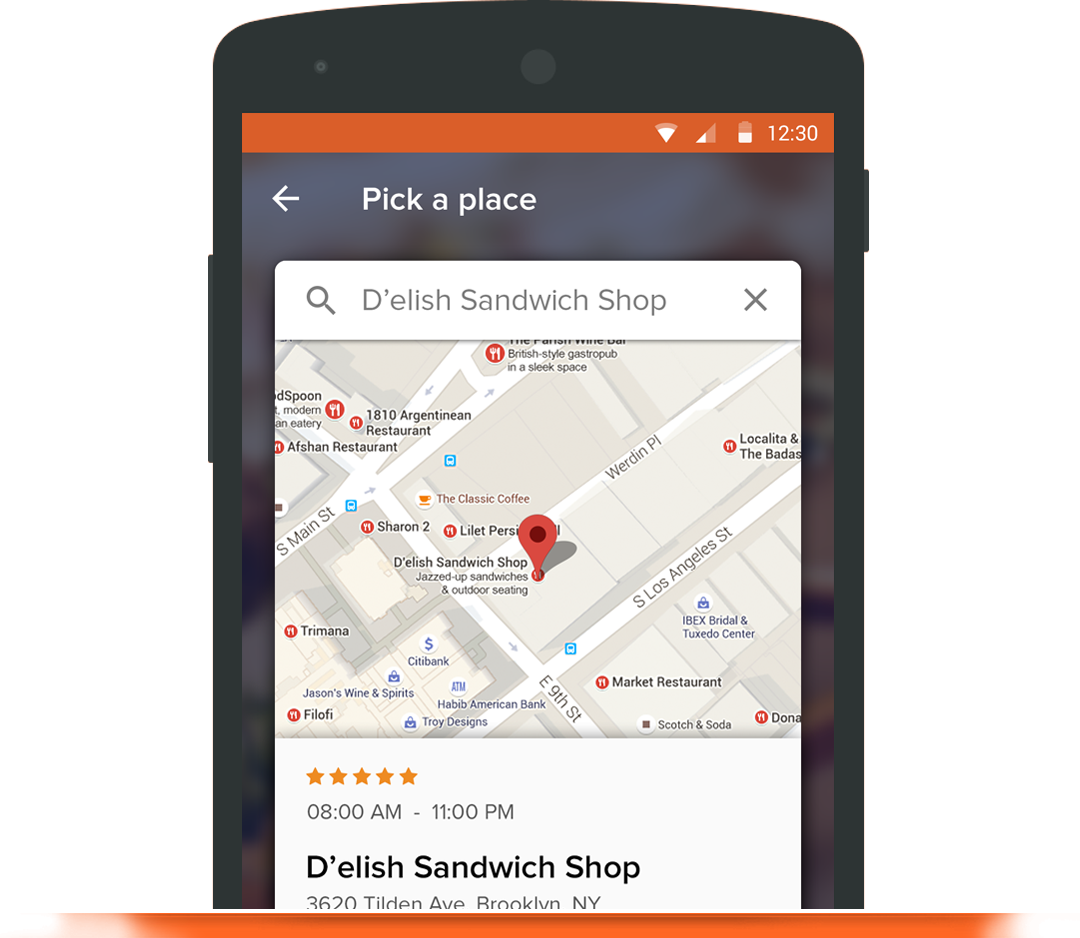 12:30
Pick a place
D’elish Sandwich Shop
The Parish Wine Bar
British-style gastropub
in a sleek space
odSpoon
t, modern
an eatery
1810 Argentinean
Restaurant
Afshan Restaurant
Localita &
The Badas
Werdin Pl
The Classic Coffee
S Main St
Sharon 2
Lilet Persi
D'elish Sandwich Shop
Jazzed-up sandwiches
& outdoor seating
S Los Angeles St
IBEX Bridal &
Tuxedo Center
Trimana
$
Citibank
ATM
Jason's Wine & Spirits
Habib American Bank
E 9th St
Market Restaurant
Filofi
Troy Designs
Scotch & Soda
Dona
08:00 AM - 11:00 PM
D’elish Sandwich Shop
3620 Tilden Ave, Brooklyn, NY